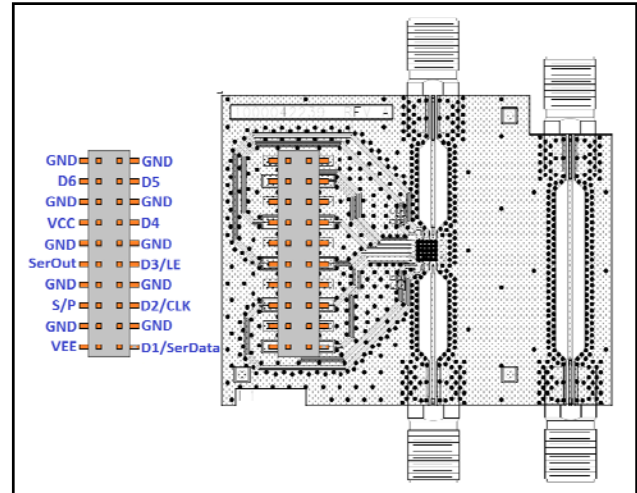 GND GND
D6 D5
GND GND
VCC D4
GND GND
SerOut D3/LE
GND GND
S/P D2/CLK
GND GND
VEE D1/SerData